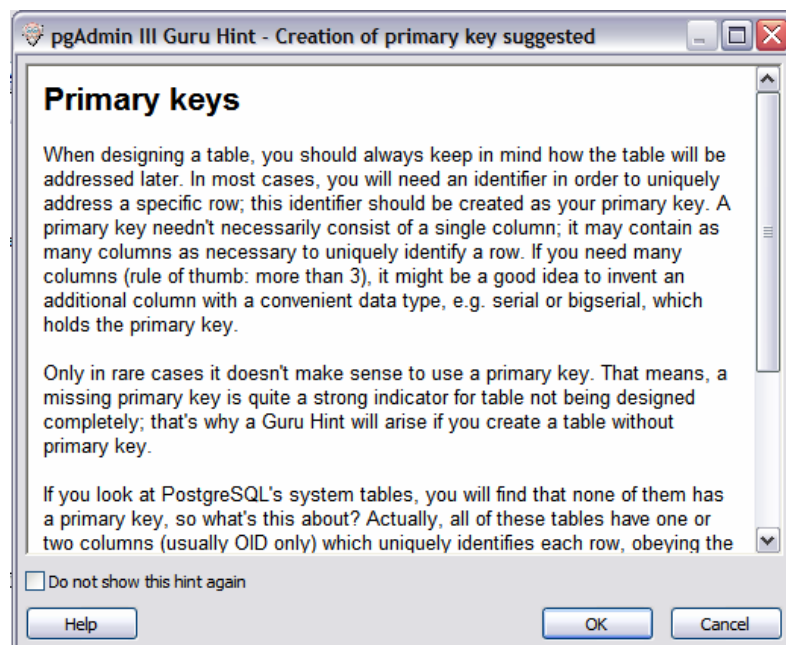 pgAdmin III Guru Hint - Creation of primary key suggested
Primary keys
When designing a table, you should always keep in mind how the table will be
addressed later. In most cases, you will need an identifier in order to uniquely
address a specific row; this identifier should be created as your primary key. A
primary key needn't necessarily consist of a single column; it may contain as
many columns as necessary to uniquely identify a row. If you need many
columns (rule of thumb: more than 3), it might be a good idea to invent an
additional column with a convenient data type, e.g. serial or bigserial, which
holds the primary key.
Only in rare cases it doesn't make sense to use a primary key. That means, a
missing primary key is quite a strong indicator for table not being designed
completely; that's why a Guru Hint will arise if you create a table without
primary key.
If you look at PostgreSQL's system tables, you will find that none of them has
a primary key, so what's this about? Actually, all of these tables have one or
two columns (usually OID only) which uniquely identifies each row, obeying the
Do not show this hint again
Help OK Cancel